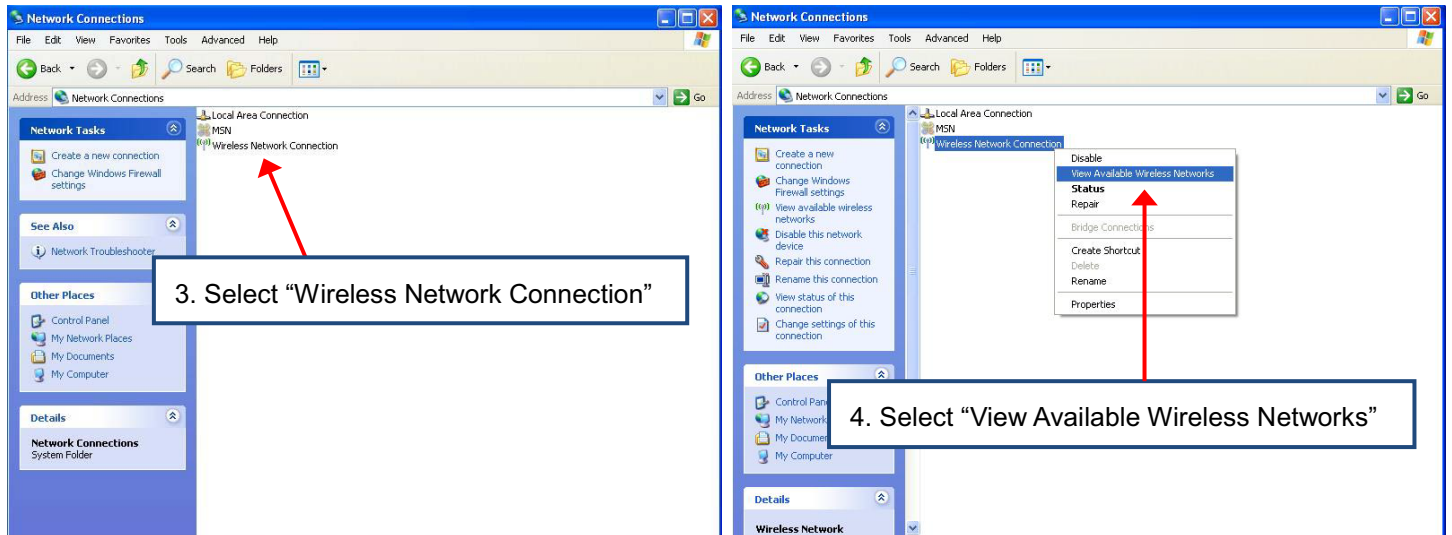 Network Connections
File Edit View Favorites Tools Advanced Help
Back Search Folders
Address Network Connections Go
Network Tasks
Create a new connection
Change Windows Firewall
settings
See Also
Network Troubleshooter
Other Places
Control Panel
My Network Places
My Documents
My Computer
Details
Network Connections
System Folder
Local Area Connection
MSN
Wireless Network Connection
3. Select “Wireless Network Connection”
Network Connections
File Edit View Favorites Tools Advanced Help
Back Search Folders
Address Network Connections Go
Network Tasks
Create a new
connection
Change Windows
Firewall settings
View available wireless
networks
Disable this network
device
Repair this connection
Rename this connection
View status of this
connection
Change settings of this
connection
Other Places
Control Pan
My Network
My Documen
My Computer
Details
Wireless Network
Local Area Connection
MSN
Wireless Network Connection
Disable
View Available Wireless Networks
Status
Repair
Bridge Connections
Create Shortcut
Delete
Rename
Properties
4. Select “View Available Wireless Networks”